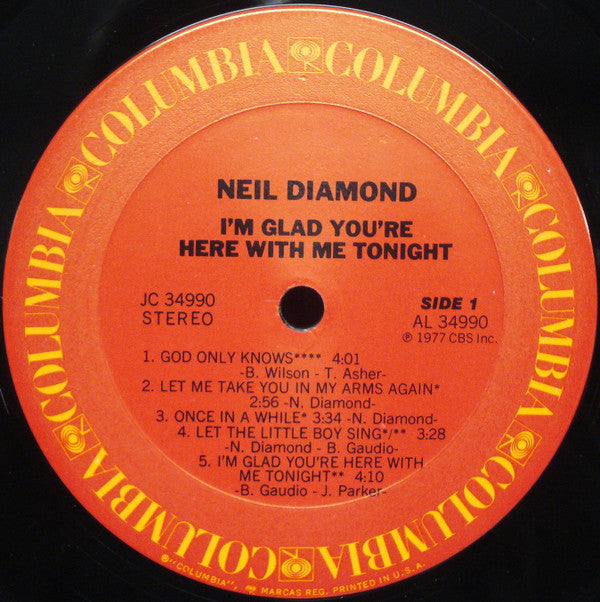 COLUMBIA COLUMBIA COLUMBIA COLUMBIA COLUMBIA COLUMBIA
NEIL DIAMOND
I'M GLAD YOU'RE
HERE WITH ME TONIGHT
JC 34990
STEREO
SIDE 1
AL 34990
℗ 1977 CBS Inc.
1. GOD ONLY KNOWS**** 4:01
-B. Wilson - T. Asher-
2. LET ME TAKE YOU IN MY ARMS AGAIN*
2:56 -N. Diamond-
3. ONCE IN A WHILE* 3:34 -N. Diamond-
4. LET THE LITTLE BOY SING*/** 3:28
-N. Diamond - B. Gaudio-
5. I'M GLAD YOU'RE HERE WITH
ME TONIGHT** 4:10
-B. Gaudio - J. Parker-
®"COLUMBIA", MARCAS REG. PRINTED IN U.S.A.